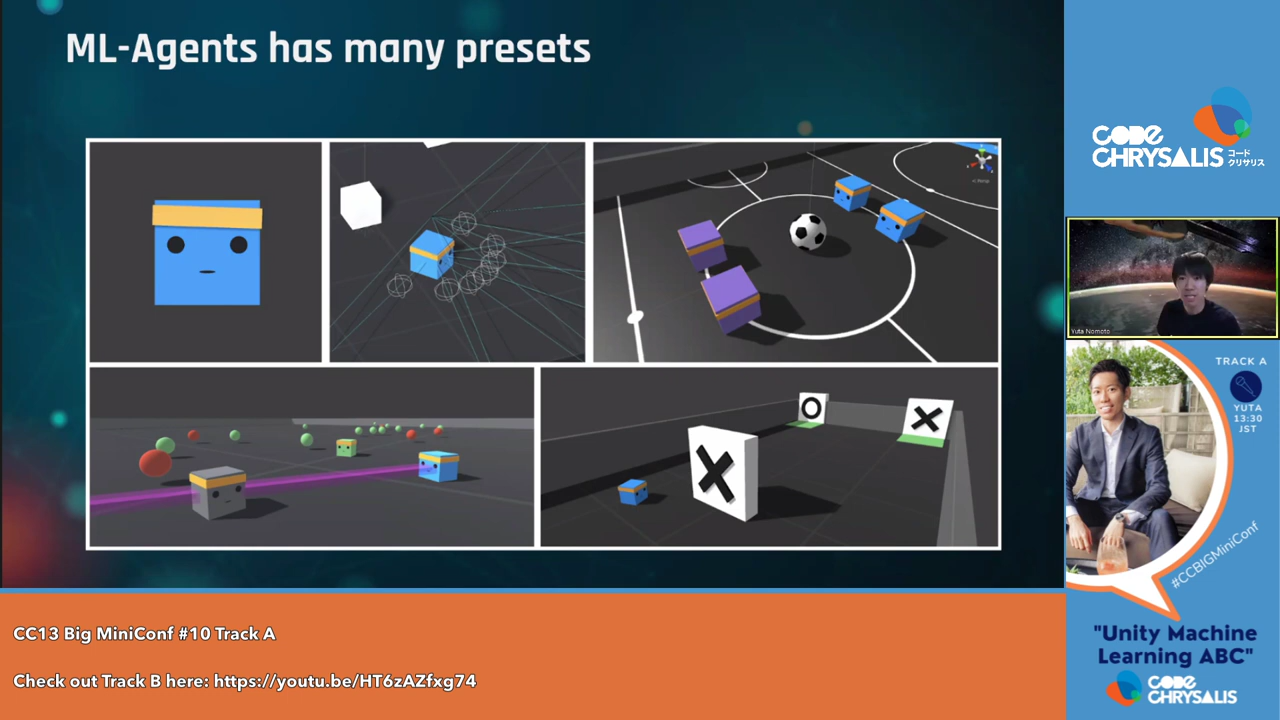 ML-Agents has many presets
O
X
X
CODE
CHRYSALIS
コード
クリサリス
Yuta Nomoto
TRACK A
YUTA
13:30
JST
#CCBIGMiniConf
"Unity Machine
Learning ABC"
CODE
CHRYSALIS
CC13 Big MiniConf #10 Track A
Check out Track B here: https://youtu.be/HT6zAZfxg74